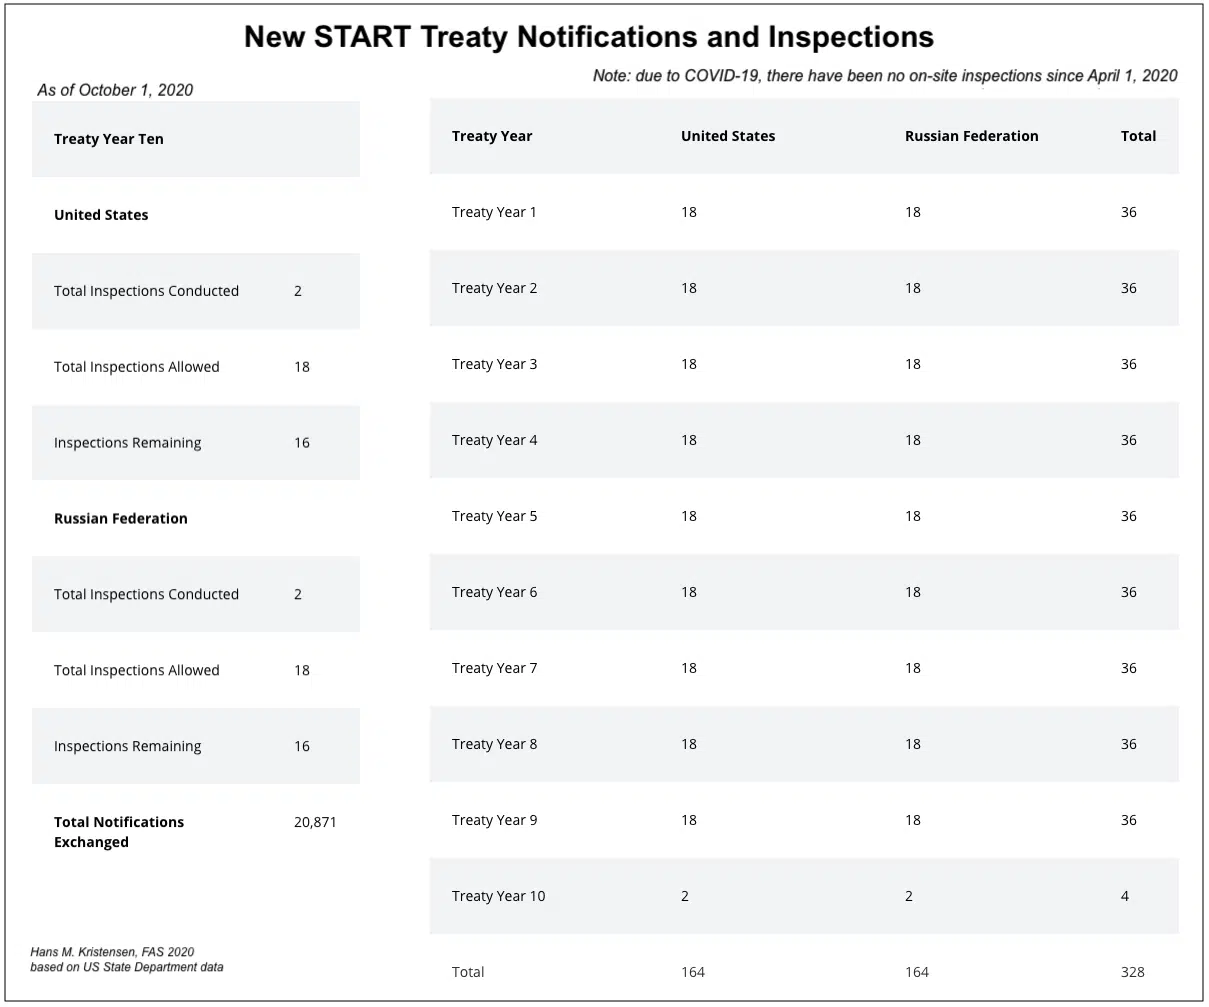 New START Treaty Notifications and Inspections
Note: due to COVID-19, there have been no on-site inspections since April 1, 2020
As of October 1, 2020
Treaty Year Ten
United States
Total Inspections Conducted 2
Total Inspections Allowed 18
Inspections Remaining 16
Russian Federation
Total Inspections Conducted 2
Total Inspections Allowed 18
Inspections Remaining 16
Total Notifications 20,871
Exchanged
Hans M. Kristensen, FAS 2020
based on US State Department data
Treaty Year United States Russian Federation Total
Treaty Year 1 18 18 36
Treaty Year 2 18 18 36
Treaty Year 3 18 18 36
Treaty Year 4 18 18 36
Treaty Year 5 18 18 36
Treaty Year 6 18 18 36
Treaty Year 7 18 18 36
Treaty Year 8 18 18 36
Treaty Year 9 18 18 36
Treaty Year 10 2 2 4
Total 164 164 328